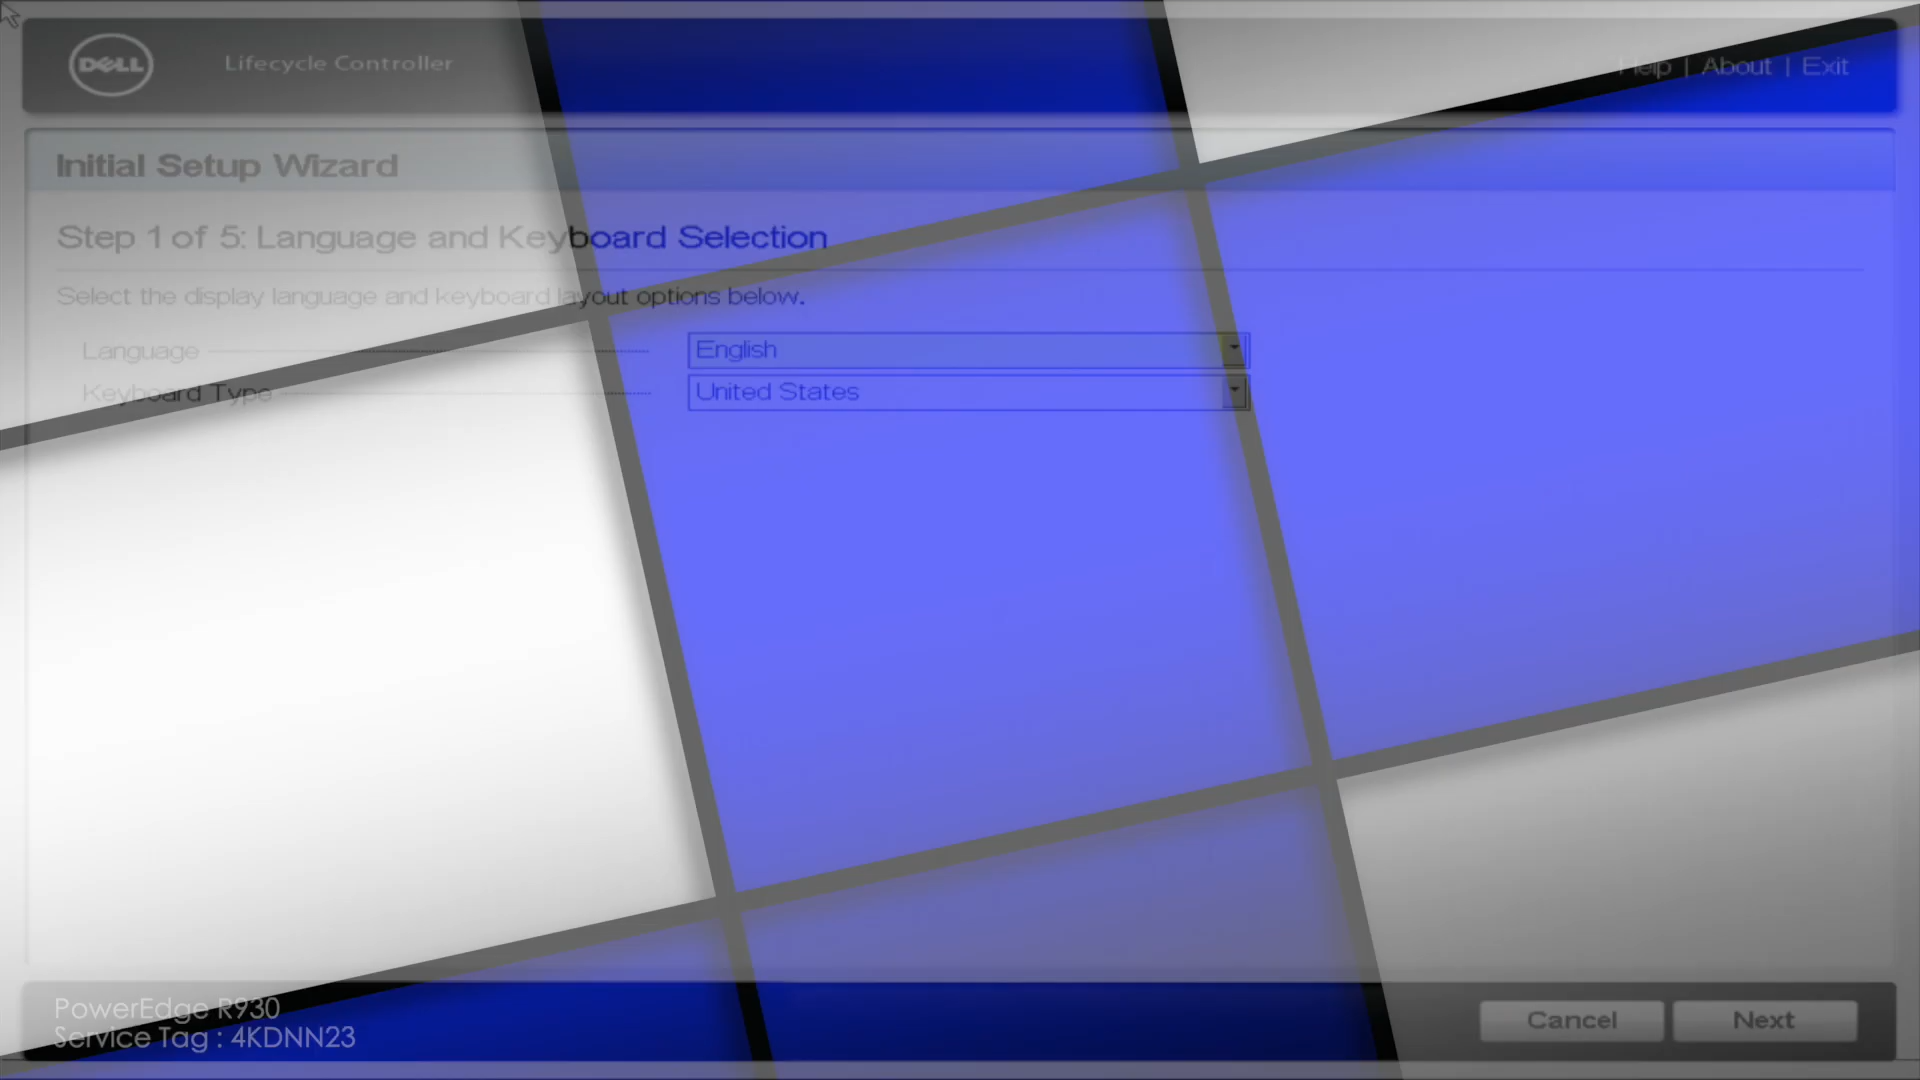 DELL
Lifecycle Controller
Help | About | Exit
Initial Setup Wizard
Step 1 of 5: Language and Keyboard Selection
Select the display language and keyboard layout options below.
Language English
Keyboard Type United States
PowerEdge R930
Service Tag : 4KDNN23
Cancel Next